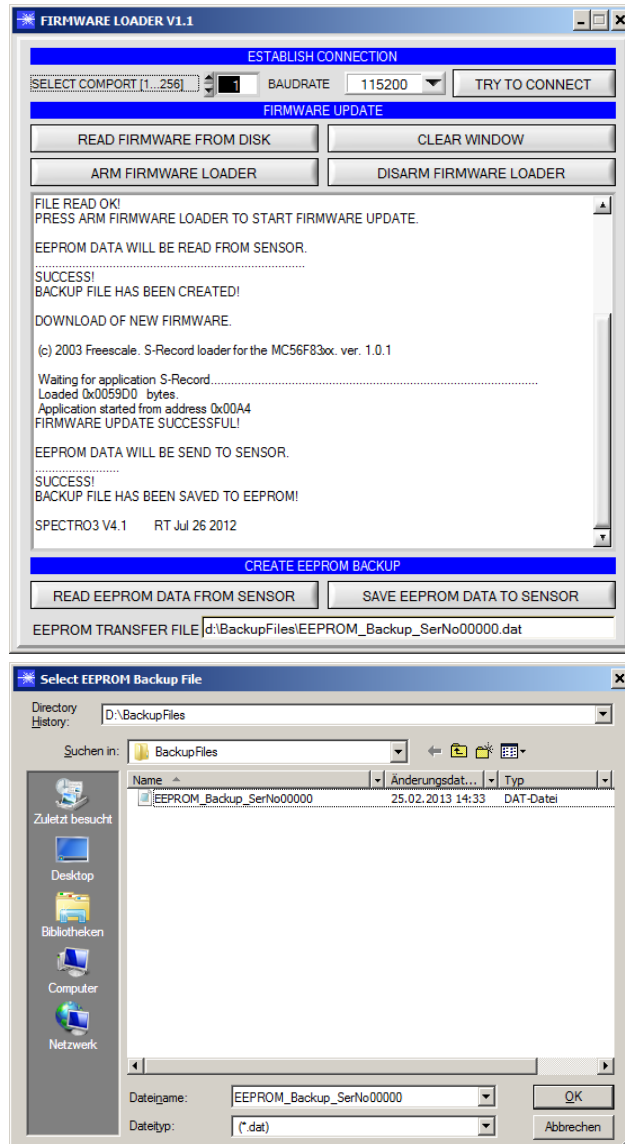 FIRMWARE LOADER V1.1
ESTABLISH CONNECTION
SELECT COMPORT [1...256] 1 BAUDRATE 115200 TRY TO CONNECT
FIRMWARE UPDATE
READ FIRMWARE FROM DISK CLEAR WINDOW
ARM FIRMWARE LOADER DISARM FIRMWARE LOADER
FILE READ OK!
PRESS ARM FIRMWARE LOADER TO START FIRMWARE UPDATE.
EEPROM DATA WILL BE READ FROM SENSOR.
........................................................................
SUCCESS!
BACKUP FILE HAS BEEN CREATED!
DOWNLOAD OF NEW FIRMWARE.
(c) 2003 Freescale. S-Record loader for the MC56F83xx. ver. 1.0.1
Waiting for application S-Record.......................................................................................
Loaded 0x0059D0 bytes.
Application started from address 0x00A4
FIRMWARE UPDATE SUCCESSFUL!
EEPROM DATA WILL BE SEND TO SENSOR.
......................
SUCCESS!
BACKUP FILE HAS BEEN SAVED TO EEPROM!
SPECTRO3 V4.1 RT Jul 26 2012
CREATE EEPROM BACKUP
READ EEPROM DATA FROM SENSOR SAVE EEPROM DATA TO SENSOR
EEPROM TRANSFER FILE d:\BackupFiles\EEPROM_Backup_SerNo00000.dat
Select EEPROM Backup File
Directory
History: D:\BackupFiles
Suchen in: BackupFiles
Name Änderungsdat... Typ
EEPROM_Backup_SerNo00000 25.02.2013 14:33 DAT-Datei
Zuletzt besucht
Desktop
Bibliotheken
Computer
Netzwerk
Dateiname: EEPROM_Backup_SerNo00000 OK
Dateityp: (*.dat) Abbrechen